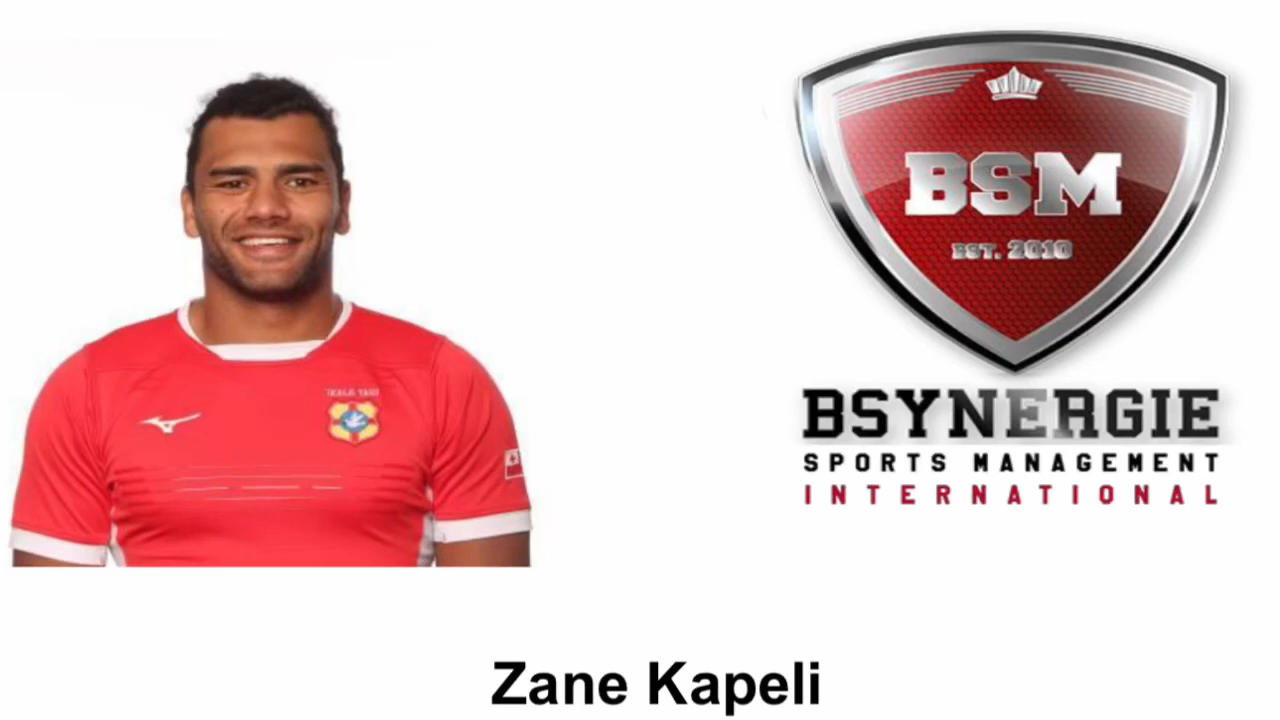 BSM
EST. 2010
BSYNERGIE
SPORTS MANAGEMENT
INTERNATIONAL
Zane Kapeli